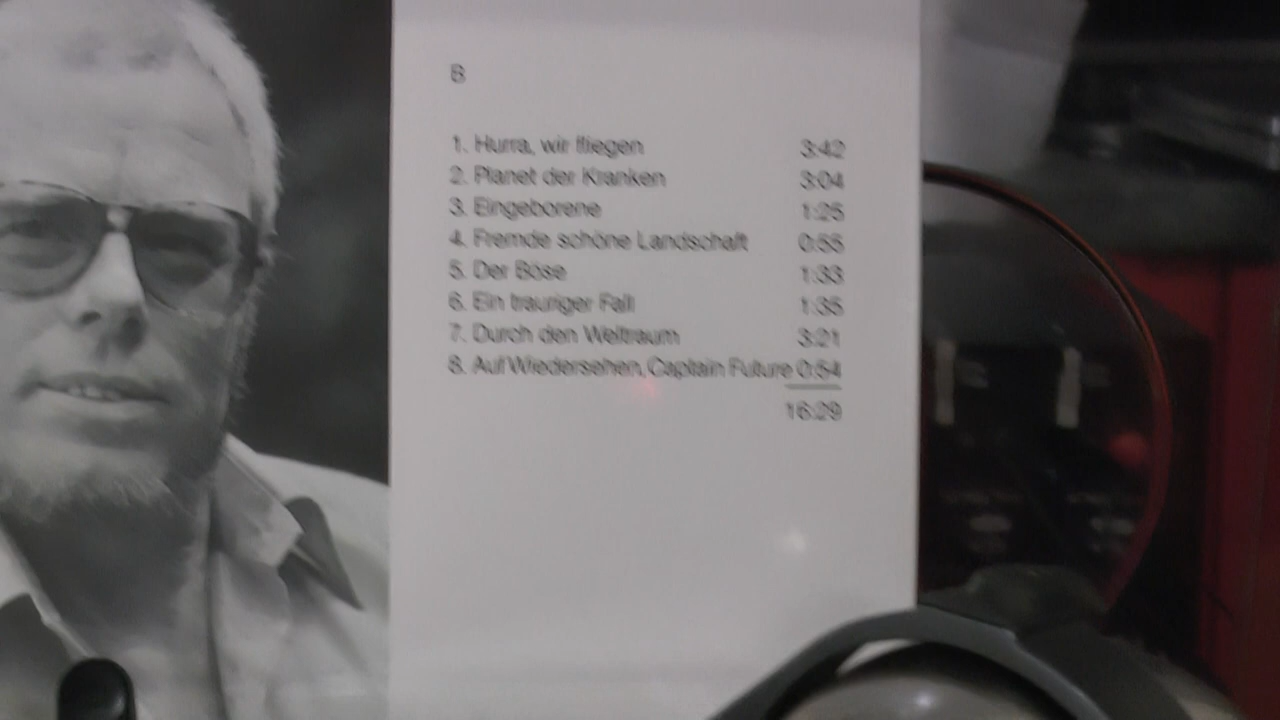 B
1. Hurra, wir fliegen 3:42
2. Planet der Kranken 3:04
3. Eingeborene 1:25
4. Fremde schöne Landschaft 0:55
5. Der Böse 1:33
6. Ein trauriger Fall 1:35
7. Durch den Weltraum 3:21
8. Auf Wiedersehen, Captain Future 0:54
16:29